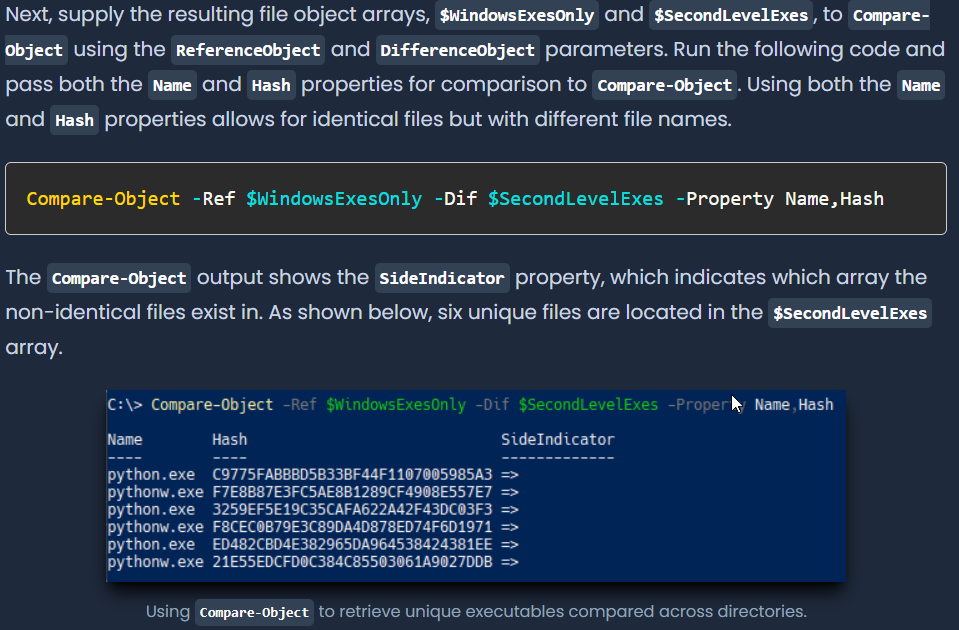 Next, supply the resulting file object arrays, $WindowsExesOnly and $SecondLevelExes, to Compare-
Object using the ReferenceObject and DifferenceObject parameters. Run the following code and
pass both the Name and Hash properties for comparison to Compare-Object. Using both the Name
and Hash properties allows for identical files but with different file names.
Compare-Object -Ref $WindowsExesOnly -Dif $SecondLevelExes -Property Name,Hash
The Compare-Object output shows the SideIndicator property, which indicates which array the
non-identical files exist in. As shown below, six unique files are located in the $SecondLevelExes
array.
C:\> Compare-Object -Ref $WindowsExesOnly -Dif $SecondLevelExes -Property Name,Hash
Name Hash SideIndicator
---- ---- -------------
python.exe C9775FABBBD5B33BF44F1107005985A3 =>
pythonw.exe F7E8B87E3FC5AE8B1289CF4908E557E7 =>
python.exe 3259EF5E19C35CAFA622A42F43DC03F3 =>
pythonw.exe F8CEC0B79E3C89DA4D878ED74F6D1971 =>
python.exe ED482CBD4E382965DA964538424381EE =>
pythonw.exe 21E55EDCFD0C384C85503061A9027DDB =>
Using Compare-Object to retrieve unique executables compared across directories.